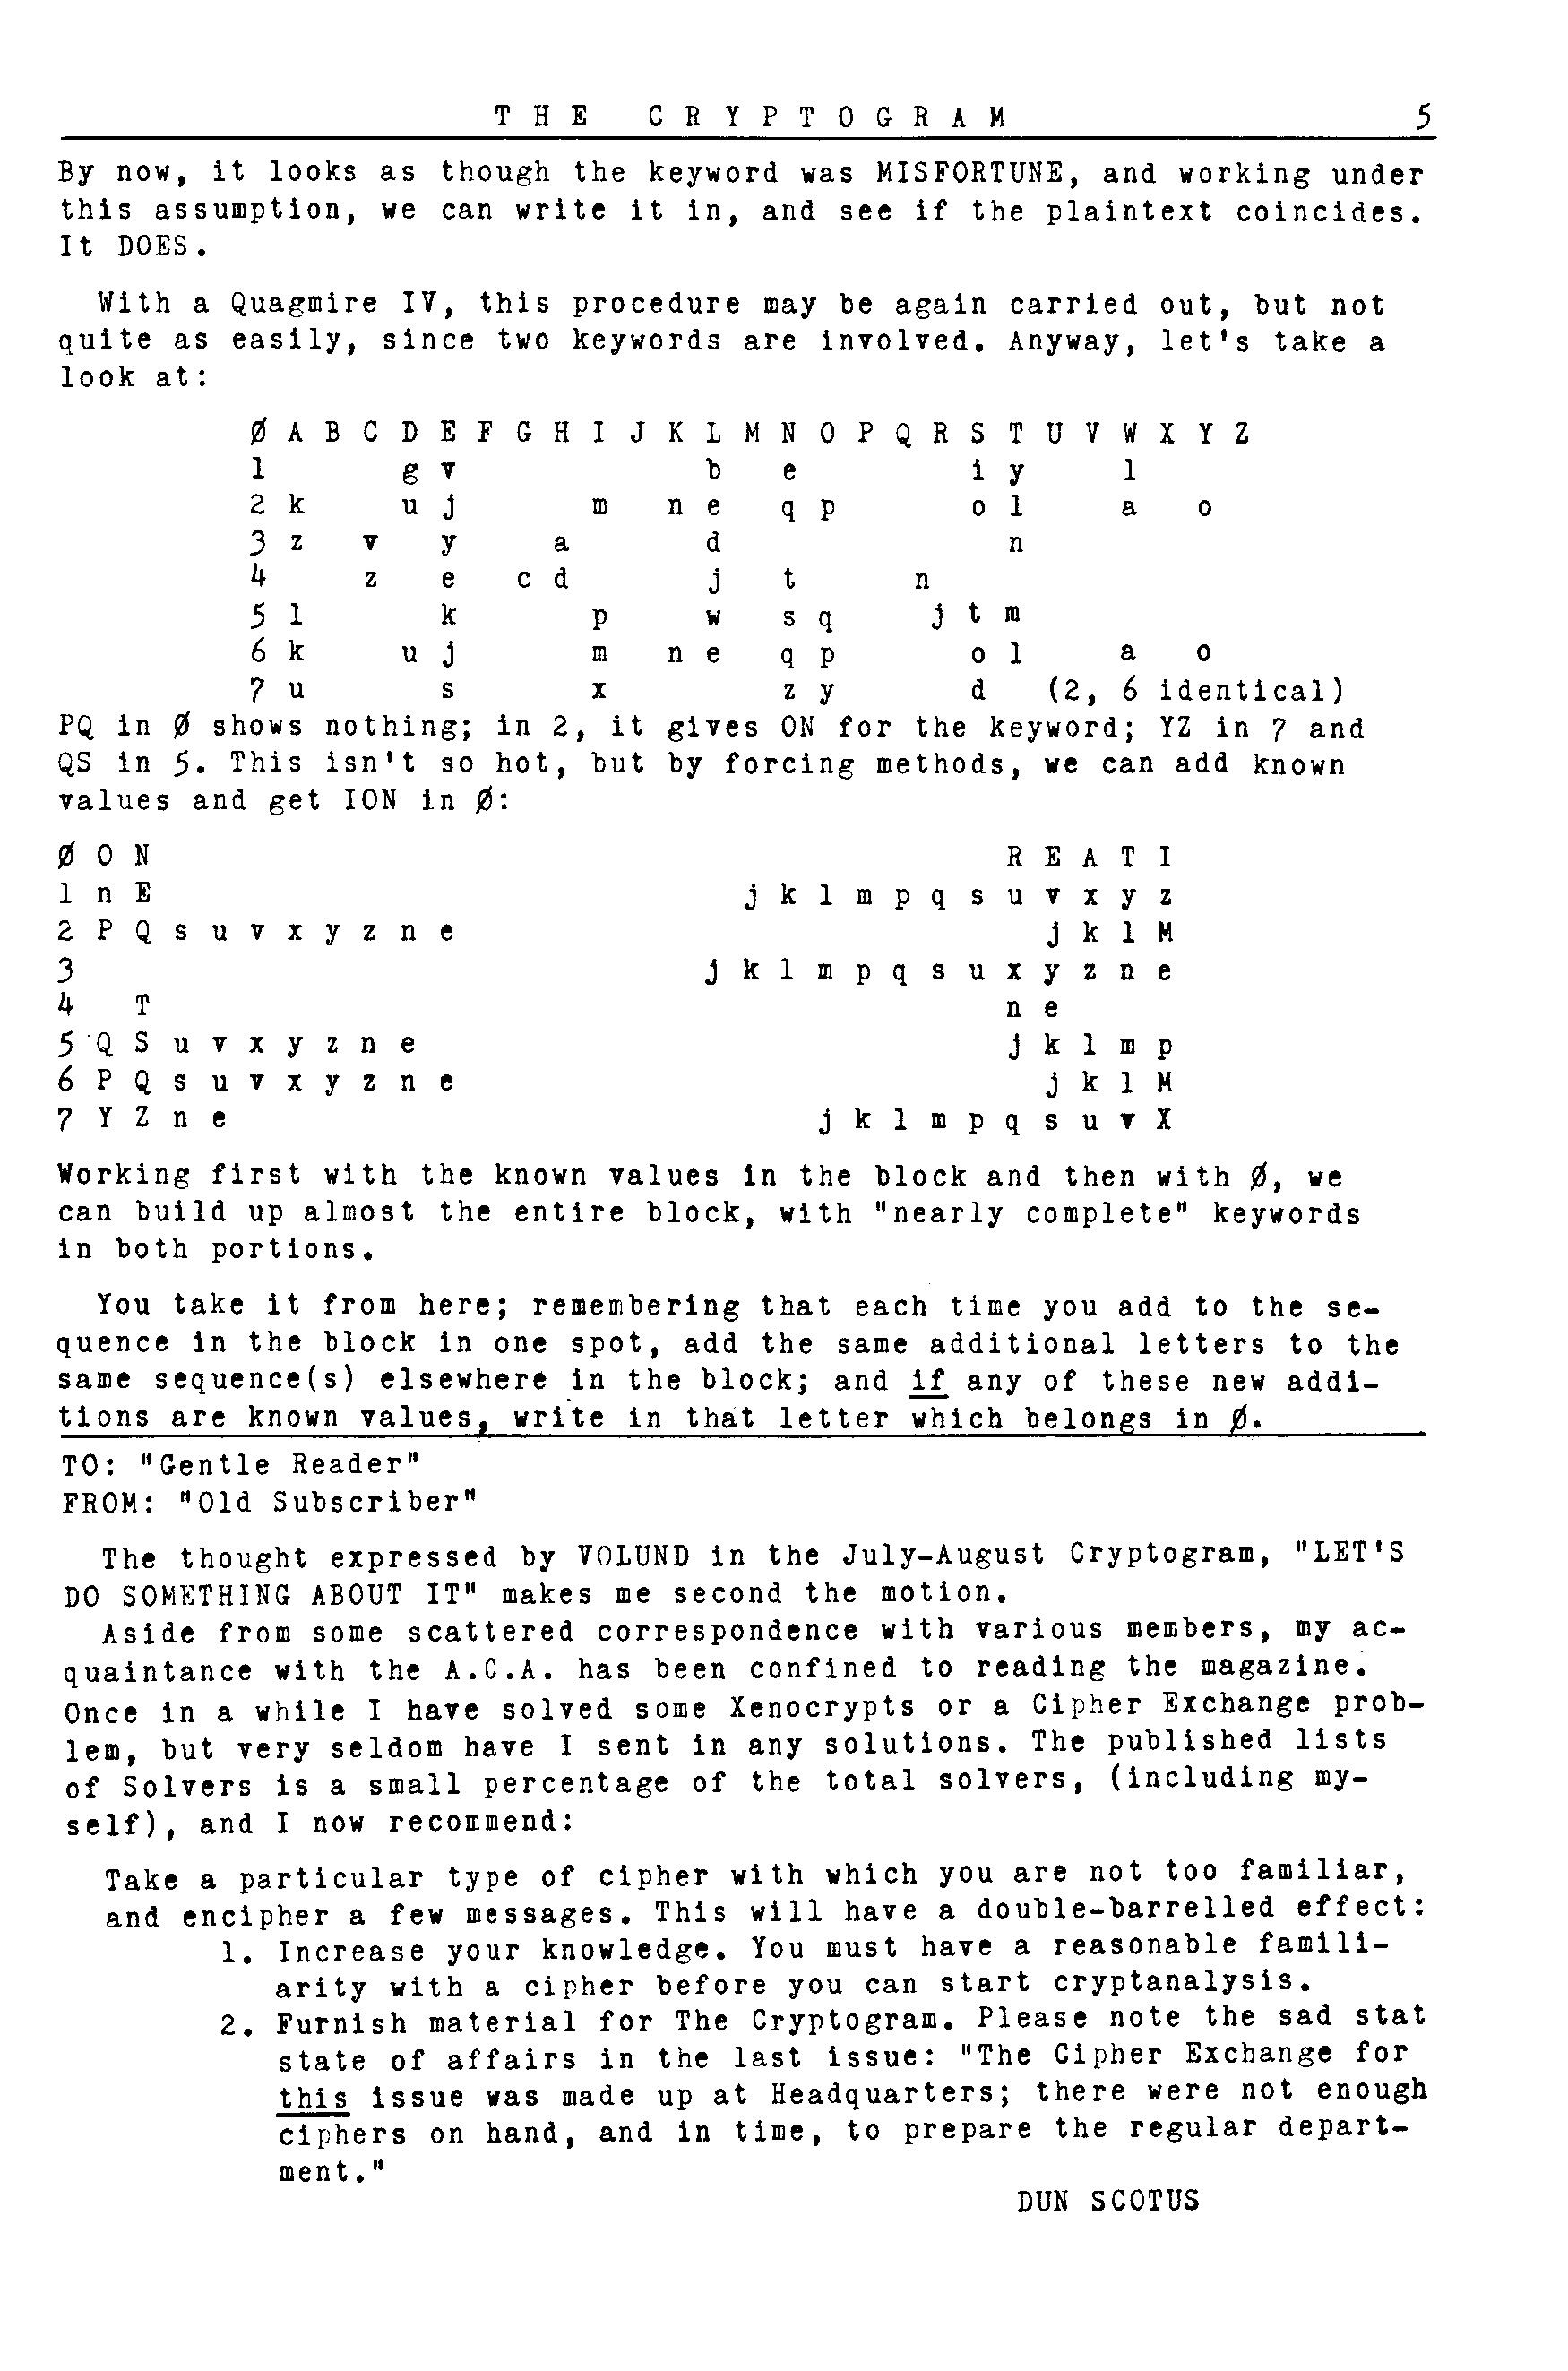 T H E   C R Y P T O G R A M   5
By now, it looks as though the keyword was MISFORTUNE, and working under
this assumption, we can write it in, and see if the plaintext coincides.
It DOES.
With a Quagmire IV, this procedure may be again carried out, but not
quite as easily, since two keywords are involved. Anyway, let's take a
look at:
Ø A B C D E F G H I J K L M N O P Q R S T U V W X Y Z
1       g v             b   e         i y     l
2 k     u j       m   n e   q p       o l     a   o
3 z   v   y     a       d               n
4     z   e   c d       j   t     n
5 l       k       p     w   s q     j t m
6 k     u j       m   n e   q p       o l     a   o
7 u       s       x         z y       d   (2, 6 identical)
PQ in Ø shows nothing; in 2, it gives ON for the keyword; YZ in 7 and
QS in 5. This isn't so hot, but by forcing methods, we can add known
values and get ION in Ø:
Ø O N                                             R E A T I
1 n E                               j k l m p q s u v x y z
2 P Q s u v x y z n e                               j k l M
3                                 j k l m p q s u x y z n e
4   T                                             n e
5 Q S u v x y z n e                               j k l m p
6 P Q s u v x y z n e                               j k l M
7 Y Z n e                               j k l m p q s u v X
Working first with the known values in the block and then with Ø, we
can build up almost the entire block, with "nearly complete" keywords
in both portions.
You take it from here; remembering that each time you add to the se-
quence in the block in one spot, add the same additional letters to the
same sequence(s) elsewhere in the block; and if any of these new addi-
tions are known values, write in that letter which belongs in Ø.
TO: "Gentle Reader"
FROM: "Old Subscriber"
The thought expressed by VOLUND in the July-August Cryptogram, "LET'S
DO SOMETHING ABOUT IT" makes me second the motion.
Aside from some scattered correspondence with various members, my ac-
quaintance with the A.C.A. has been confined to reading the magazine.
Once in a while I have solved some Xenocrypts or a Cipher Exchange prob-
lem, but very seldom have I sent in any solutions. The published lists
of Solvers is a small percentage of the total solvers, (including my-
self), and I now recommend:
Take a particular type of cipher with which you are not too familiar,
and encipher a few messages. This will have a double-barrelled effect:
1. Increase your knowledge. You must have a reasonable famili-
arity with a cipher before you can start cryptanalysis.
2. Furnish material for The Cryptogram. Please note the sad stat
state of affairs in the last issue: "The Cipher Exchange for
this issue was made up at Headquarters; there were not enough
ciphers on hand, and in time, to prepare the regular depart-
ment."
DUN SCOTUS